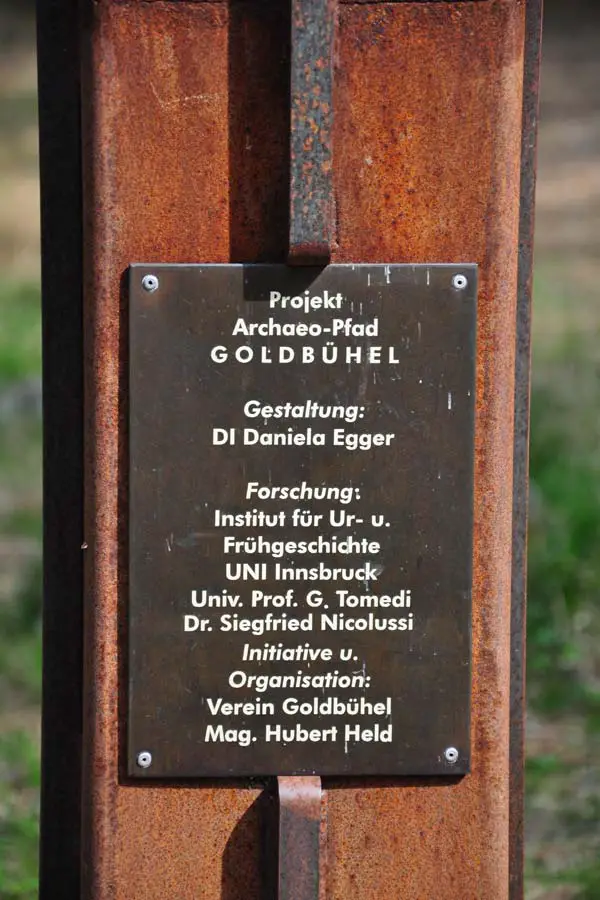 Projekt
Archaeo-Pfad
GOLDBÜHEL
Gestaltung:
DI Daniela Egger
Forschung:
Institut für Ur- u.
Frühgeschichte
UNI Innsbruck
Univ. Prof. G. Tomedi
Dr. Siegfried Nicolussi
Initiative u.
Organisation:
Verein Goldbühel
Mag. Hubert Held